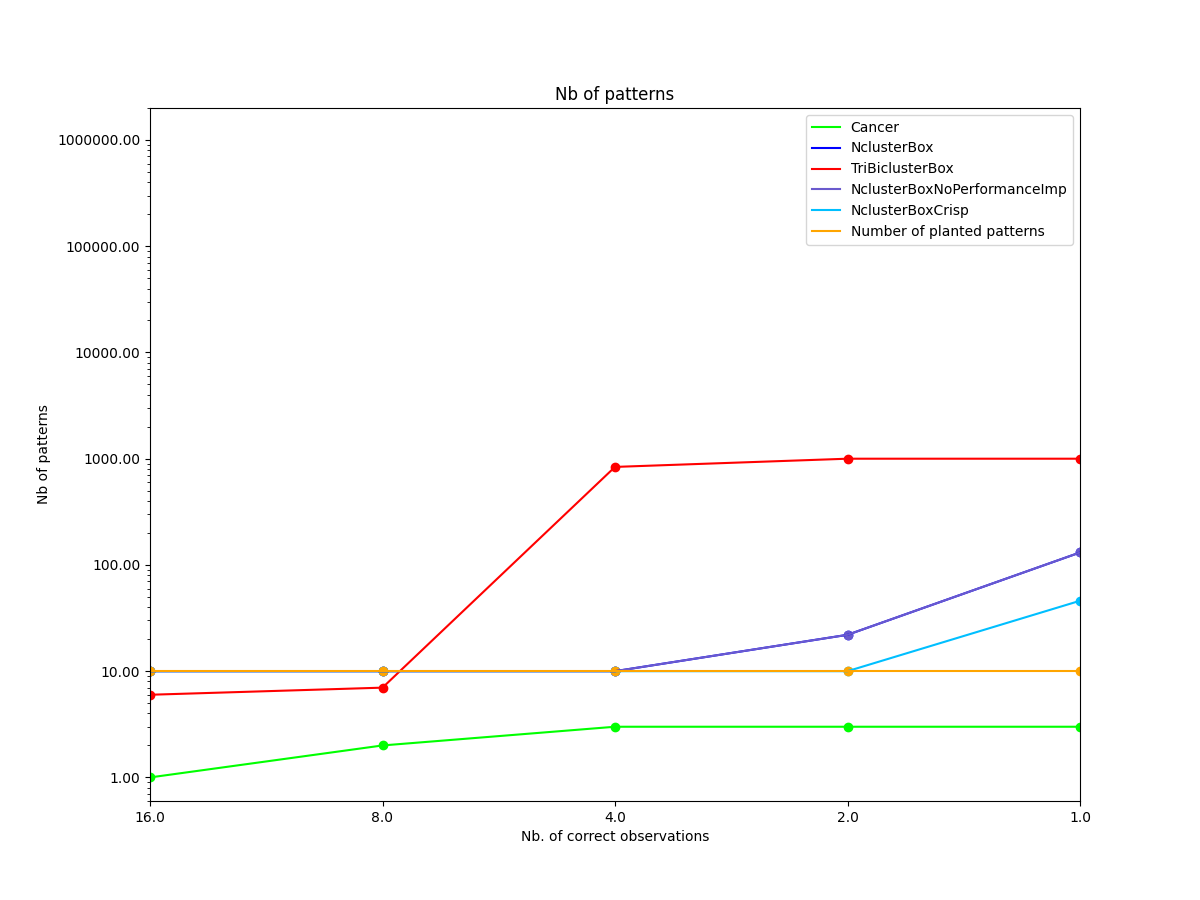 Nb of patterns
1000000.00
100000.00
10000.00
1000.00
100.00
10.00
1.00
Nb of patterns
Cancer
NclusterBox
TriBiclusterBox
NclusterBoxNoPerformanceImp
NclusterBoxCrisp
Number of planted patterns
16.0 8.0 4.0 2.0 1.0
Nb. of correct observations